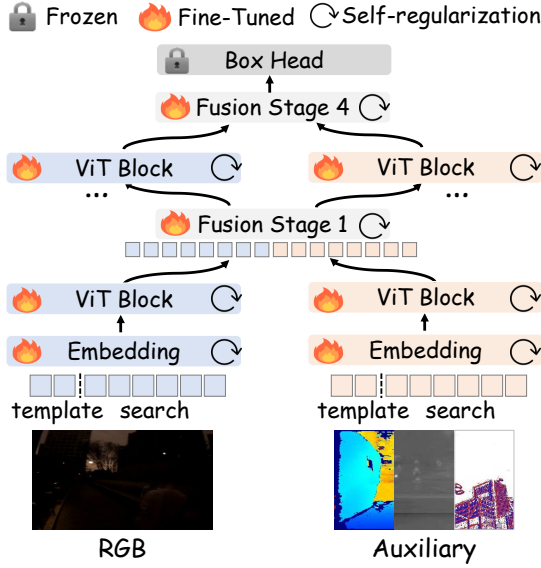 Frozen Fine-Tuned Self-regularization
Box Head
Fusion Stage 4
ViT Block ViT Block
... ...
Fusion Stage 1
ViT Block ViT Block
Embedding Embedding
template search template search
RGB Auxiliary